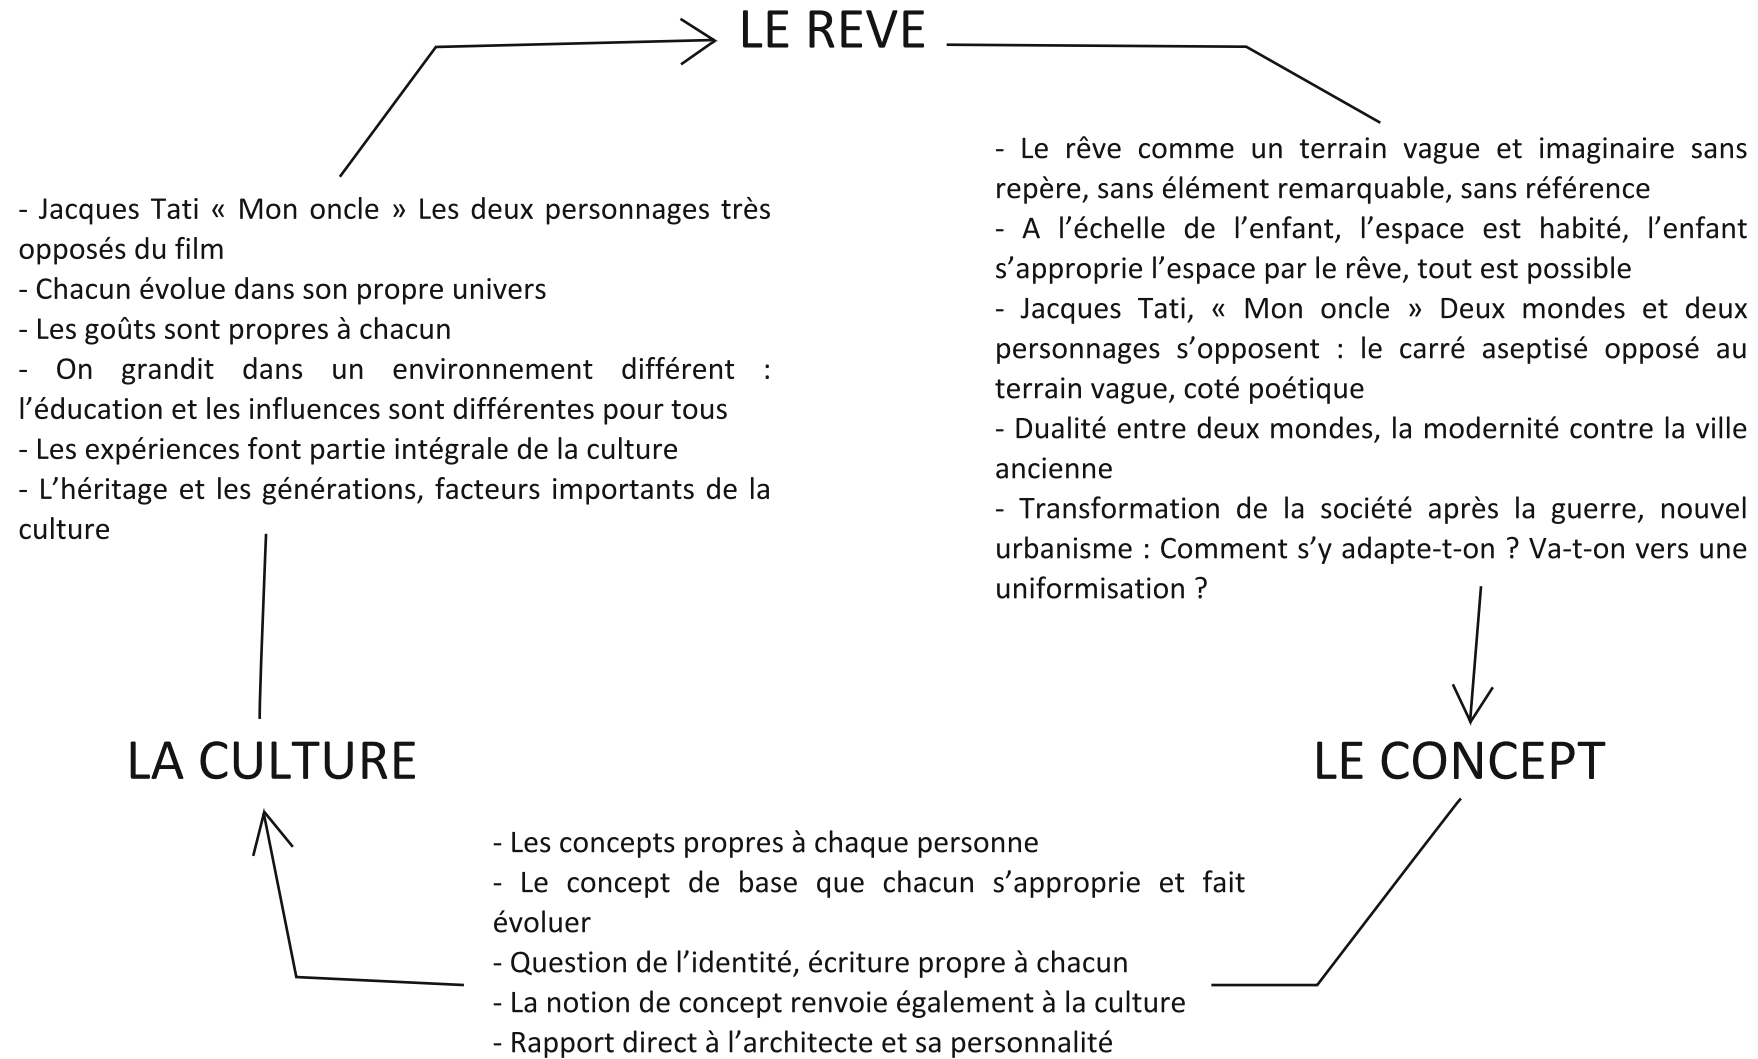 LE REVE
- Le rêve comme un terrain vague et imaginaire sans
repère, sans élément remarquable, sans référence
- A l’échelle de l’enfant, l’espace est habité, l’enfant
s’approprie l’espace par le rêve, tout est possible
- Jacques Tati, « Mon oncle » Deux mondes et deux
personnages s’opposent : le carré aseptisé opposé au
terrain vague, coté poétique
- Dualité entre deux mondes, la modernité contre la ville
ancienne
- Transformation de la société après la guerre, nouvel
urbanisme : Comment s’y adapte-t-on ? Va-t-on vers une
uniformisation ?
LE CONCEPT
- Les concepts propres à chaque personne
- Le concept de base que chacun s’approprie et fait
évoluer
- Question de l’identité, écriture propre à chacun
- La notion de concept renvoie également à la culture
- Rapport direct à l’architecte et sa personnalité
LA CULTURE
- Jacques Tati « Mon oncle » Les deux personnages très
opposés du film
- Chacun évolue dans son propre univers
- Les goûts sont propres à chacun
- On grandit dans un environnement différent :
l’éducation et les influences sont différentes pour tous
- Les expériences font partie intégrale de la culture
- L’héritage et les générations, facteurs importants de la
culture